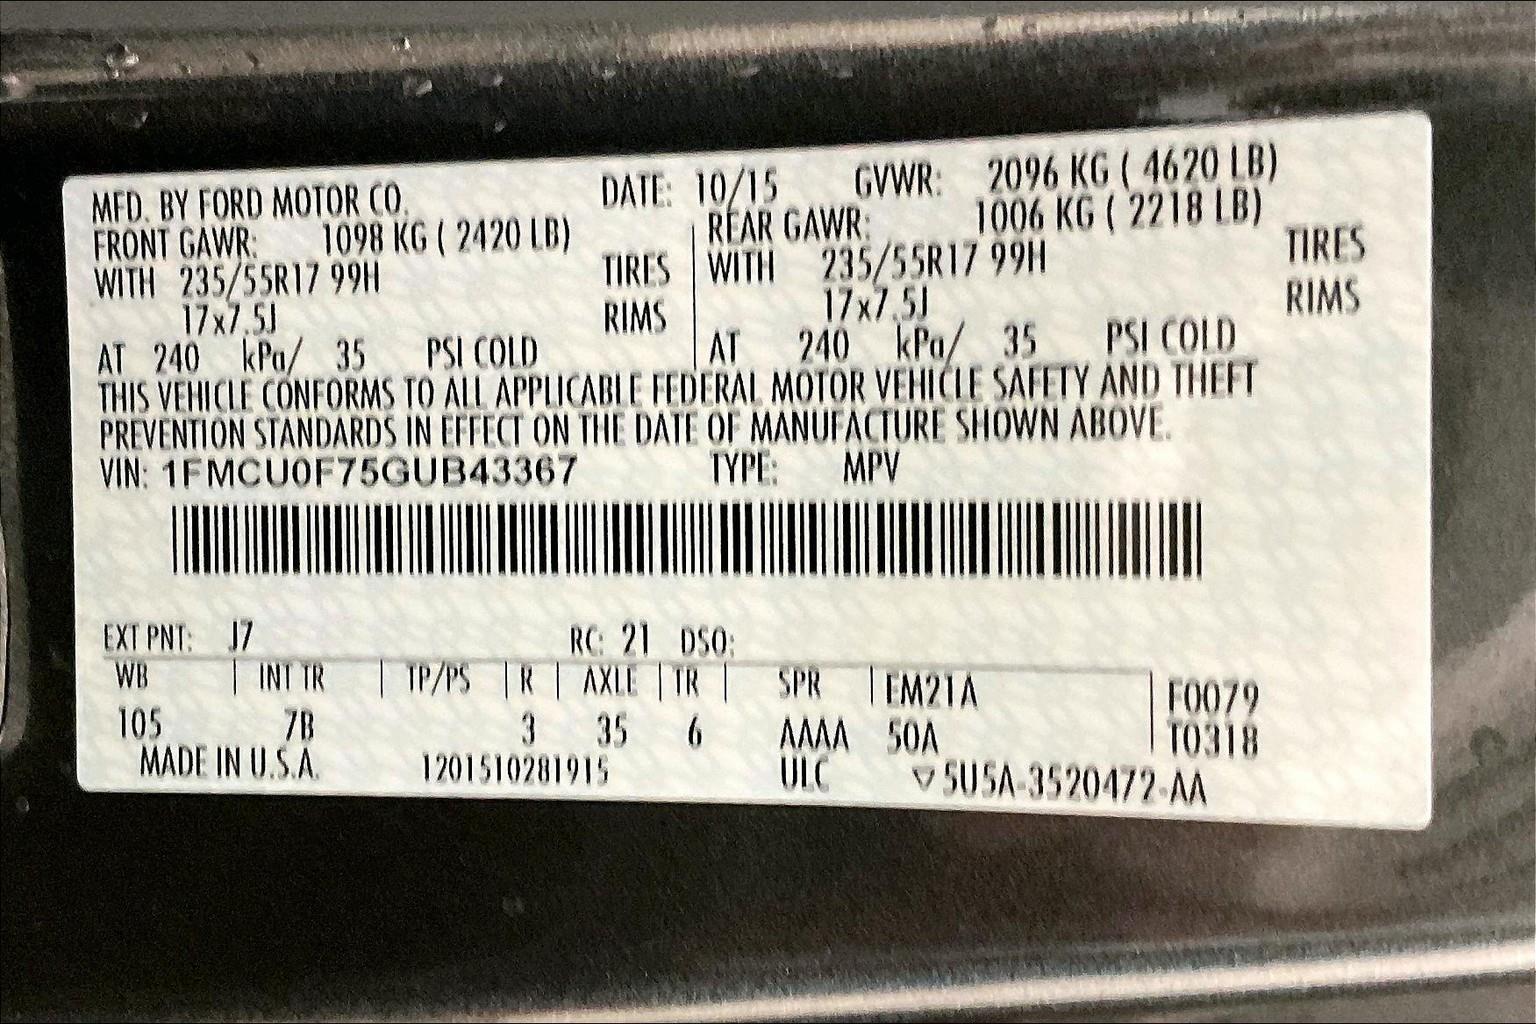 MFD. BY FORD MOTOR CO. DATE: 10/15 GVWR: 2096 KG ( 4620 LB)
FRONT GAWR: 1098 KG ( 2420 LB) REAR GAWR: 1006 KG ( 2218 LB)
WITH 235/55R17 99H TIRES WITH 235/55R17 99H TIRES
17x7.5J RIMS 17x7.5J RIMS
AT 240 kPa/ 35 PSI COLD AT 240 kPa/ 35 PSI COLD
THIS VEHICLE CONFORMS TO ALL APPLICABLE FEDERAL MOTOR VEHICLE SAFETY AND THEFT
PREVENTION STANDARDS IN EFFECT ON THE DATE OF MANUFACTURE SHOWN ABOVE.
VIN: 1FMCU0F75GUB43367 TYPE: MPV
EXT PNT: J7 RC: 21 DSO:
WB INT TR TP/PS R AXLE TR SPR EM21A F0079
105 7B 3 35 6 AAAA 50A T0318
MADE IN U.S.A. 1201510281915 ULC ▽5U5A-3520472-AA